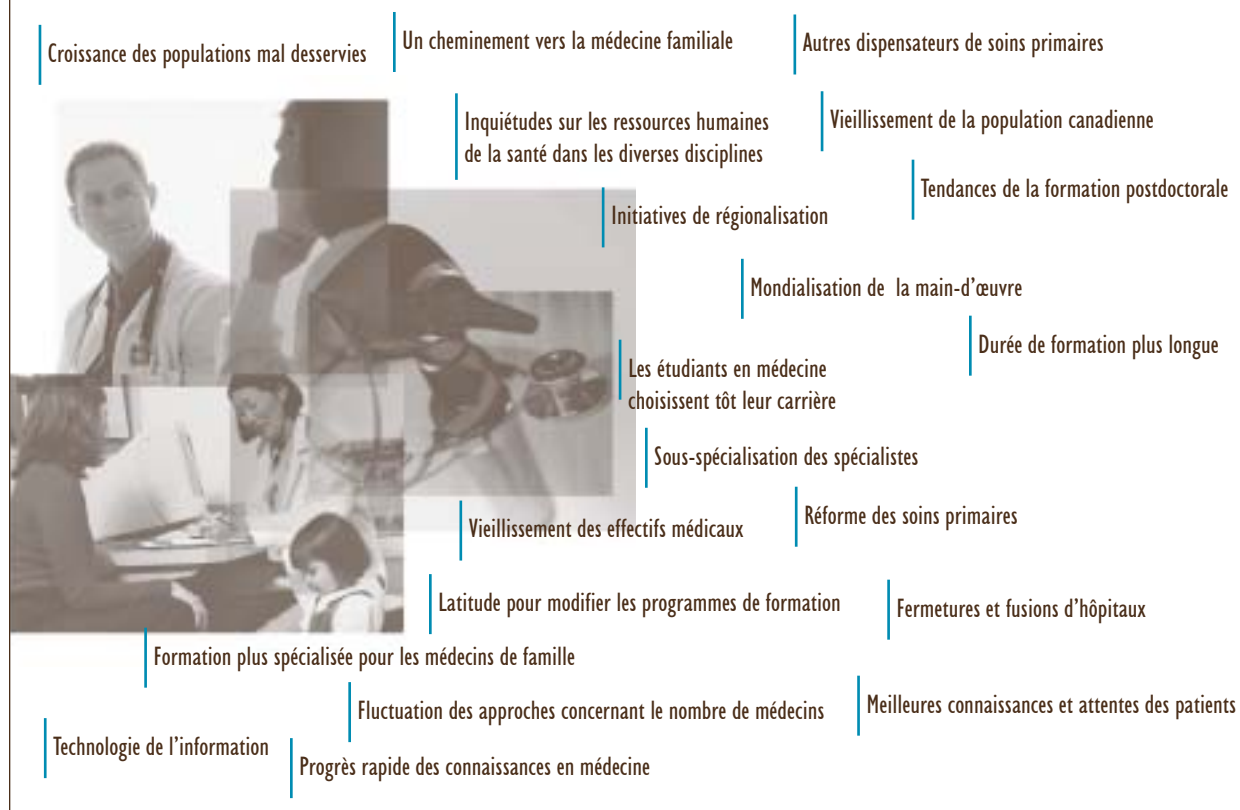 Croissance des populations mal desservies
Un cheminement vers la médecine familiale
Autres dispensateurs de soins primaires
Inquiétudes sur les ressources humaines
de la santé dans les diverses disciplines
Vieillissement de la population canadienne
Tendances de la formation postdoctorale
Initiatives de régionalisation
Mondialisation de la main-d'œuvre
Durée de formation plus longue
Les étudiants en médecine
choisissent tôt leur carrière
Sous-spécialisation des spécialistes
Vieillissement des effectifs médicaux
Réforme des soins primaires
Latitude pour modifier les programmes de formation
Fermetures et fusions d'hôpitaux
Formation plus spécialisée pour les médecins de famille
Fluctuation des approches concernant le nombre de médecins
Meilleures connaissances et attentes des patients
Technologie de l'information
Progrès rapide des connaissances en médecine